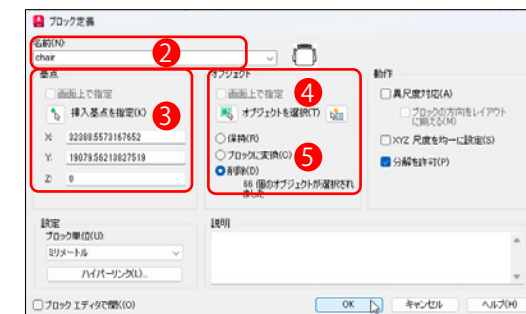 ブロック定義
名前(N):
chair
2
基点
オブジェクト
動作
画面上で指定
挿入基点を指定(K)
3
X: 32388.5573167652
Y: 19079.56213827519
Z: 0
画面上で指定
4
オブジェクトを選択(T)
保持(R)
ブロックに変換(C)
5
削除(D)
66 個のオブジェクトが選択され
ました
異尺度対応(A)
ブロックの方向をレイアウト
に揃える(M)
XYZ 尺度を均一に設定(S)
分解を許可(P)
設定
ブロック単位(U):
ミリメートル
ハイパーリンク(L)...
説明
ブロック エディタで開く(O)
OK
キャンセル
ヘルプ(H)